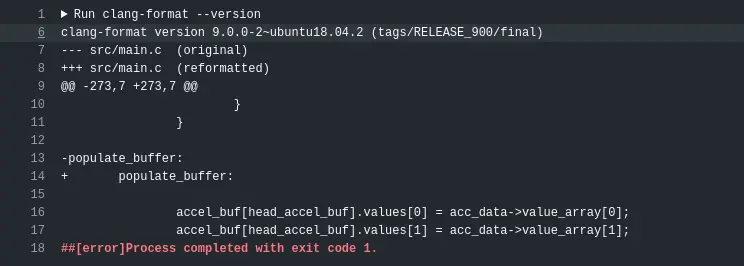 1 ▶ Run clang-format --version
6 clang-format version 9.0.0-2~ubuntu18.04.2 (tags/RELEASE_900/final)
7 --- src/main.c  (original)
8 +++ src/main.c  (reformatted)
9 @@ -273,7 +273,7 @@
10                         }
11                 }
12
13 -populate_buffer:
14 +       populate_buffer:
15
16                 accel_buf[head_accel_buf].values[0] = acc_data->value_array[0];
17                 accel_buf[head_accel_buf].values[1] = acc_data->value_array[1];
18 ##[error]Process completed with exit code 1.